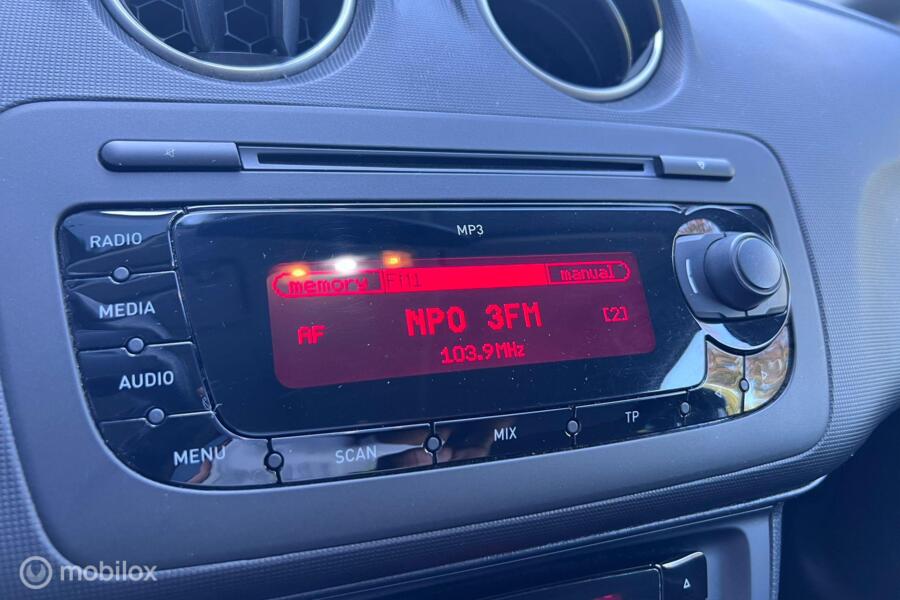 MP3
RADIO
MEDIA
AUDIO
MENU
SCAN
MIX
TP
memory FM1 manual
AF NPO 3FM [2]
103.9MHz
mobilox